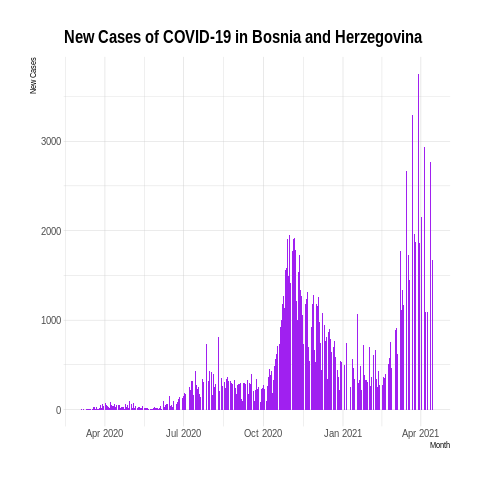 New Cases of COVID-19 in Bosnia and Herzegovina
New Cases
3000
2000
1000
0
Apr 2020 Jul 2020 Oct 2020 Jan 2021 Apr 2021
Month